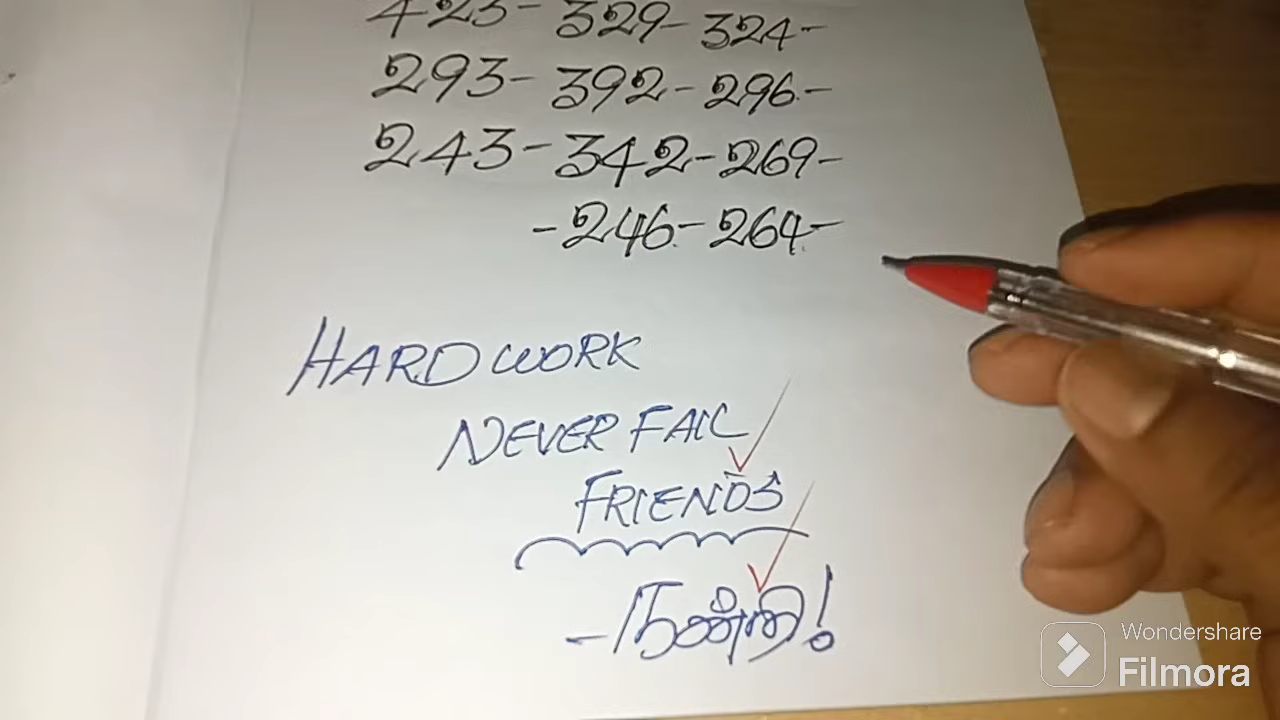 423- 329- 324-
293- 392- 296-
243- 342- 269-
-246- 264-
HARD WORK
NEVER FAIL
FRIENDS
-நன்றி!
Wondershare
Filmora